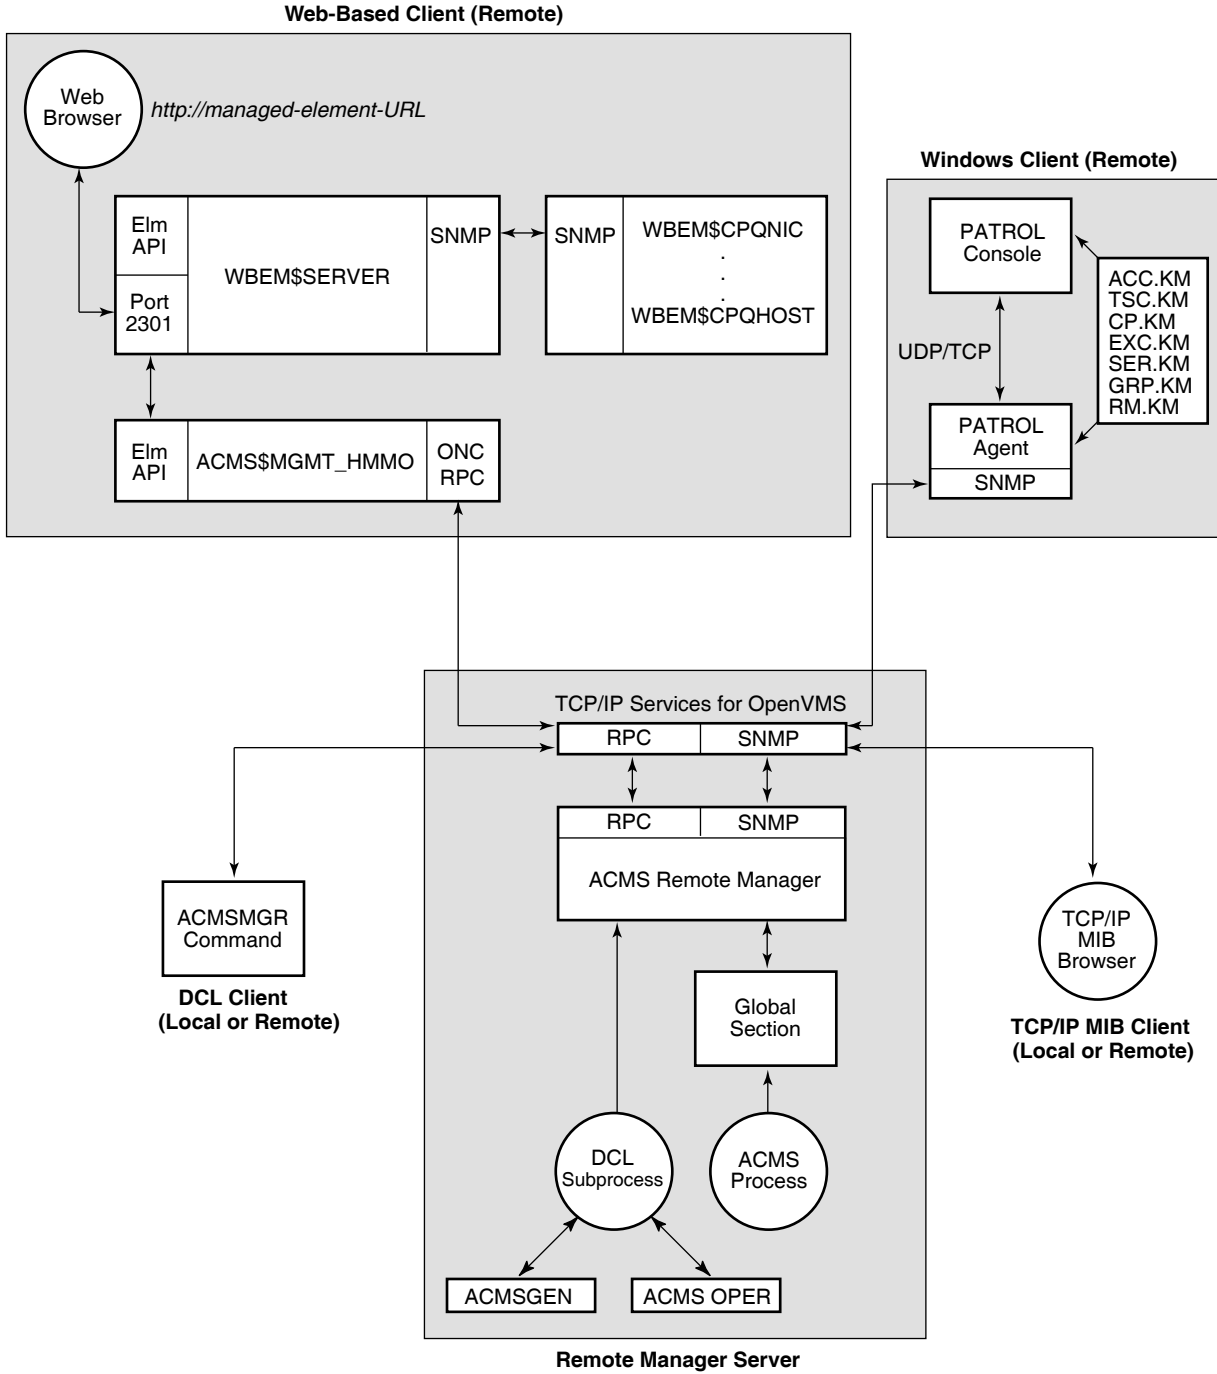 Web-Based Client (Remote)
Web
Browser
http://managed-element-URL
Elm
API
Port
2301
WBEM$SERVER
SNMP
SNMP
WBEM$CPQNIC
.
.
.
WBEM$CPQHOST
Elm
API
ACMS$MGMT_HMMO
ONC
RPC
Windows Client (Remote)
PATROL
Console
UDP/TCP
PATROL
Agent
SNMP
ACC.KM
TSC.KM
CP.KM
EXC.KM
SER.KM
GRP.KM
RM.KM
TCP/IP Services for OpenVMS
RPC
SNMP
RPC
SNMP
ACMS Remote Manager
ACMSMGR
Command
DCL Client
(Local or Remote)
Global
Section
TCP/IP
MIB
Browser
TCP/IP MIB Client
(Local or Remote)
DCL
Subprocess
ACMS
Process
ACMSGEN
ACMS OPER
Remote Manager Server